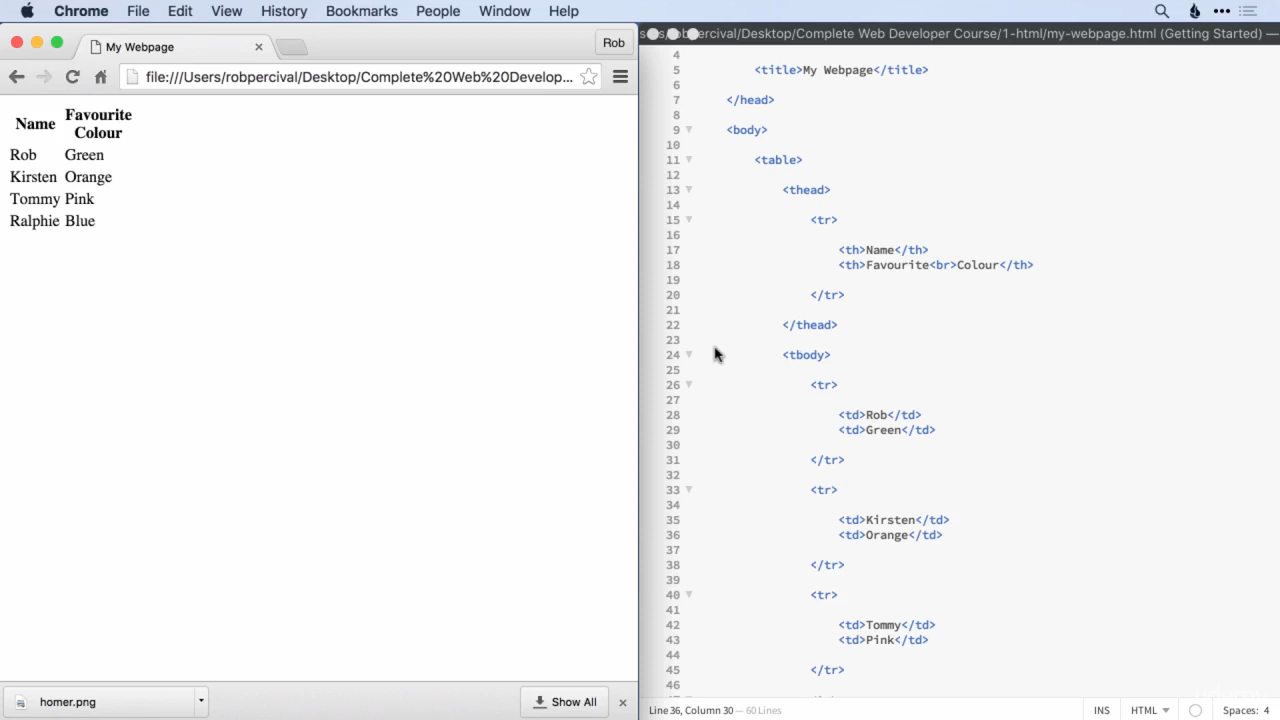 Chrome File Edit View History Bookmarks People Window Help
My Webpage
Rob
file:///Users/robpercival/Desktop/Complete%20Web%20Develop...
Name Favourite
Colour
Rob Green
Kirsten Orange
Tommy Pink
Ralphie Blue
homer.png
Show All
percival/Desktop/Complete Web Developer Course/1-html/my-webpage.html (Getting Started) —
4
5 <title>My Webpage</title>
6
7 </head>
8
9 <body>
10
11 <table>
12
13 <thead>
14
15 <tr>
16
17 <th>Name</th>
18 <th>Favourite<br>Colour</th>
19
20 </tr>
21
22 </thead>
23
24 <tbody>
25
26 <tr>
27
28 <td>Rob</td>
29 <td>Green</td>
30
31 </tr>
32
33 <tr>
34
35 <td>Kirsten</td>
36 <td>Orange</td>
37
38 </tr>
39
40 <tr>
41
42 <td>Tommy</td>
43 <td>Pink</td>
44
45 </tr>
46
Line 36, Column 30 — 60 Lines
INS HTML Spaces: 4